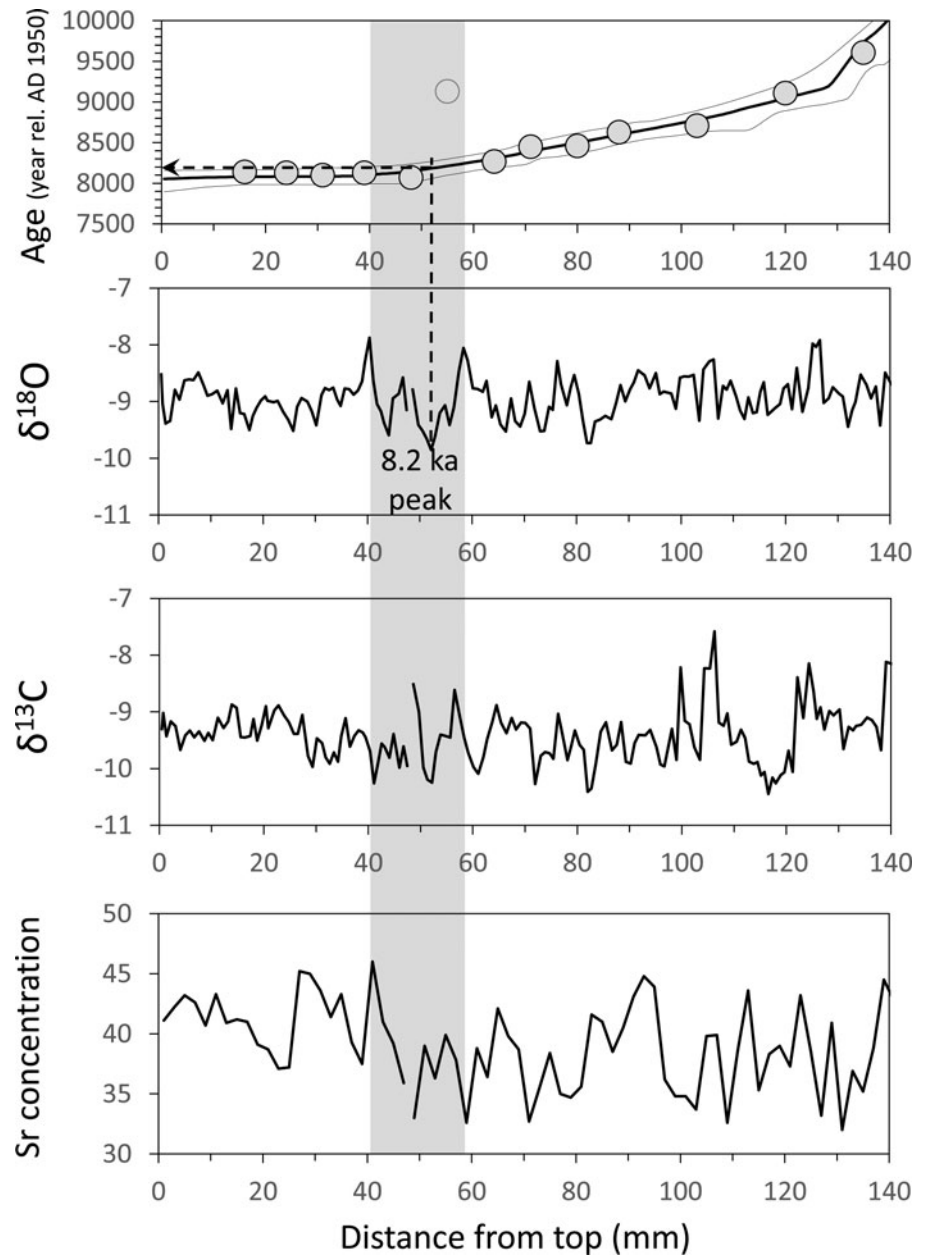 Age (year rel. AD 1950)
10000
9500
9000
8500
8000
7500
0 20 40 60 80 100 120 140
δ18O
-7
-8
-9
-10
-11
8.2 ka
peak
0 20 40 60 80 100 120 140
δ13C
-7
-8
-9
-10
-11
0 20 40 60 80 100 120 140
Sr concentration
50
45
40
35
30
0 20 40 60 80 100 120 140
Distance from top (mm)